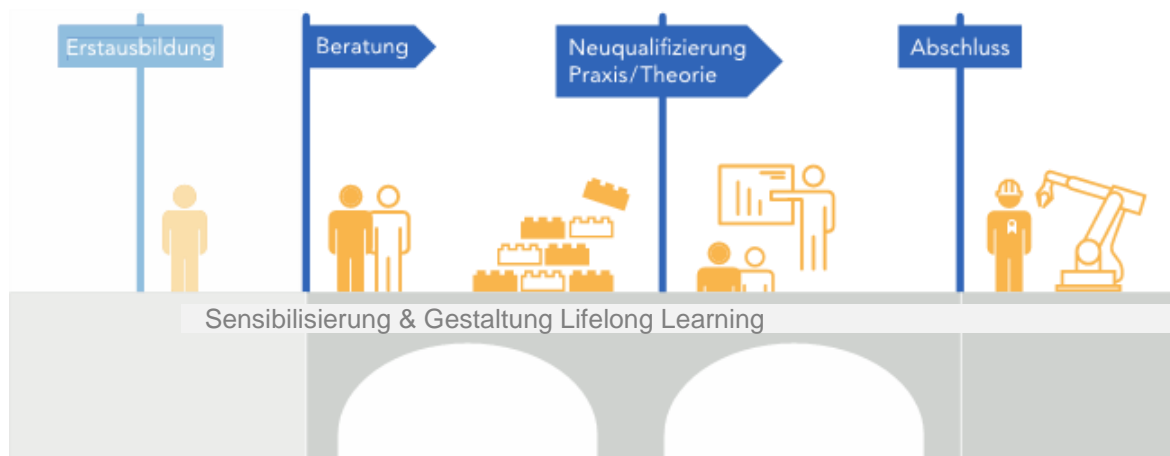 Erstausbildung
Beratung
Neuqualifizierung
Praxis/Theorie
Abschluss
Sensibilisierung & Gestaltung Lifelong Learning